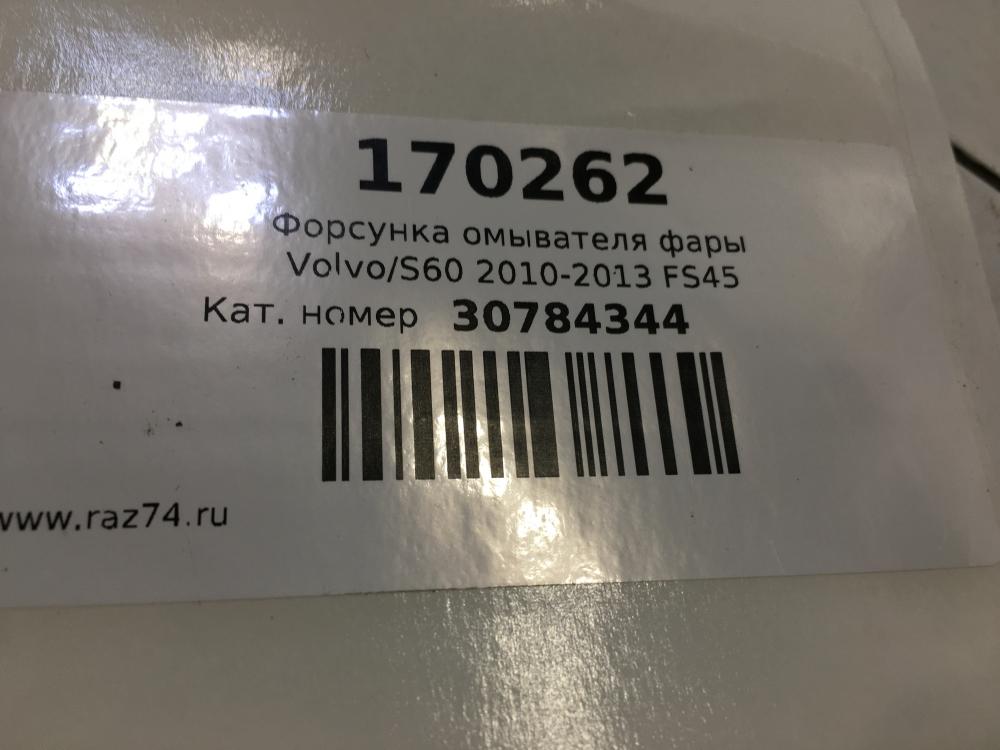 170262
Форсунка омывателя фары
Volvo/S60 2010-2013 FS45
Кат. номер 30784344
www.raz74.ru